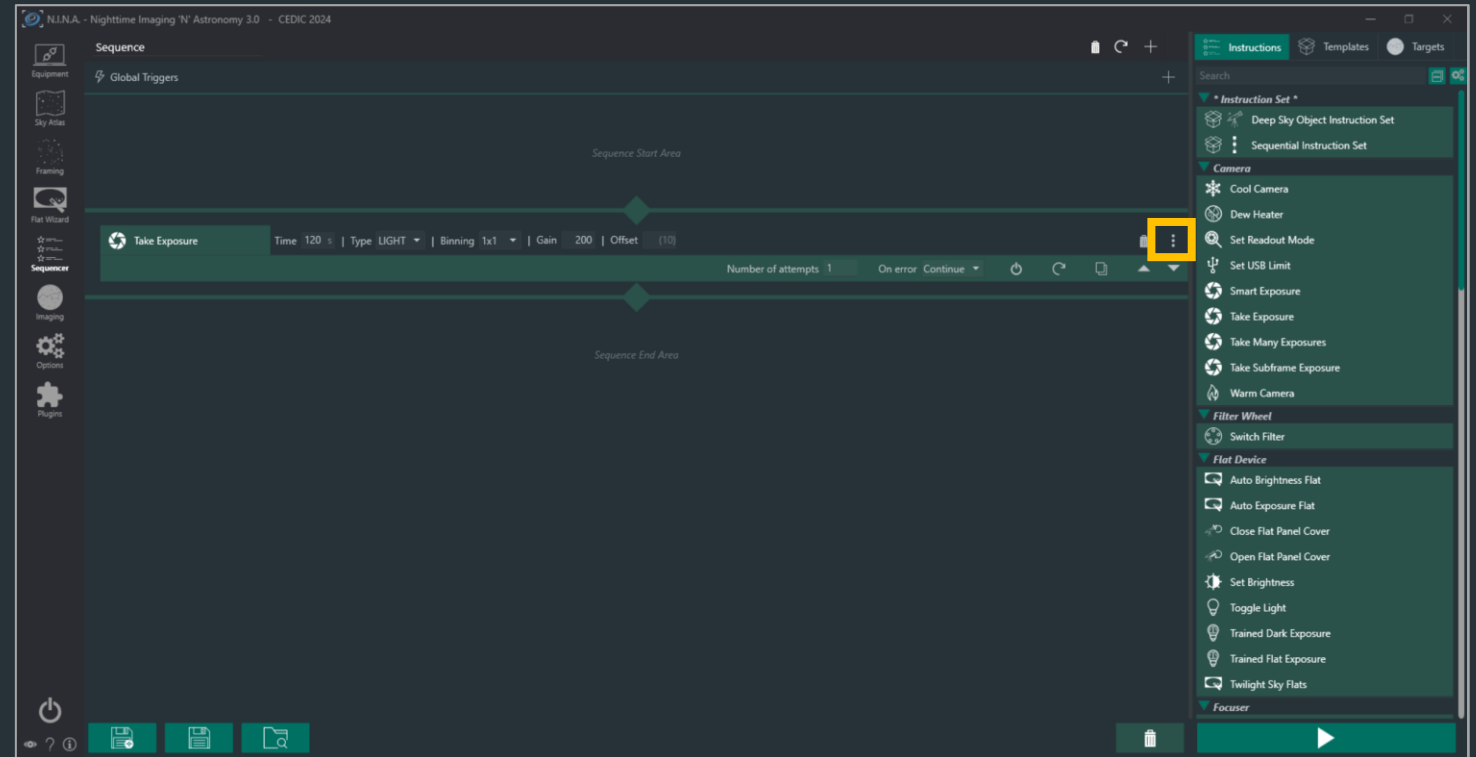 N.I.N.A. - Nighttime Imaging 'N' Astronomy 3.0 - CEDIC 2024
Equipment
Sky Atlas
Framing
Flat Wizard
Sequencer
Imaging
Options
Plugins
Sequence
Global Triggers
Sequence Start Area
Take Exposure Time 120 s | Type LIGHT | Binning 1x1 | Gain 200 | Offset (10)
Number of attempts 1 On error Continue
Sequence End Area
Instructions Templates Targets
Search
* Instruction Set *
Deep Sky Object Instruction Set
Sequential Instruction Set
Camera
Cool Camera
Dew Heater
Set Readout Mode
Set USB Limit
Smart Exposure
Take Exposure
Take Many Exposures
Take Subframe Exposure
Warm Camera
Filter Wheel
Switch Filter
Flat Device
Auto Brightness Flat
Auto Exposure Flat
Close Flat Panel Cover
Open Flat Panel Cover
Set Brightness
Toggle Light
Trained Dark Exposure
Trained Flat Exposure
Twilight Sky Flats
Focuser